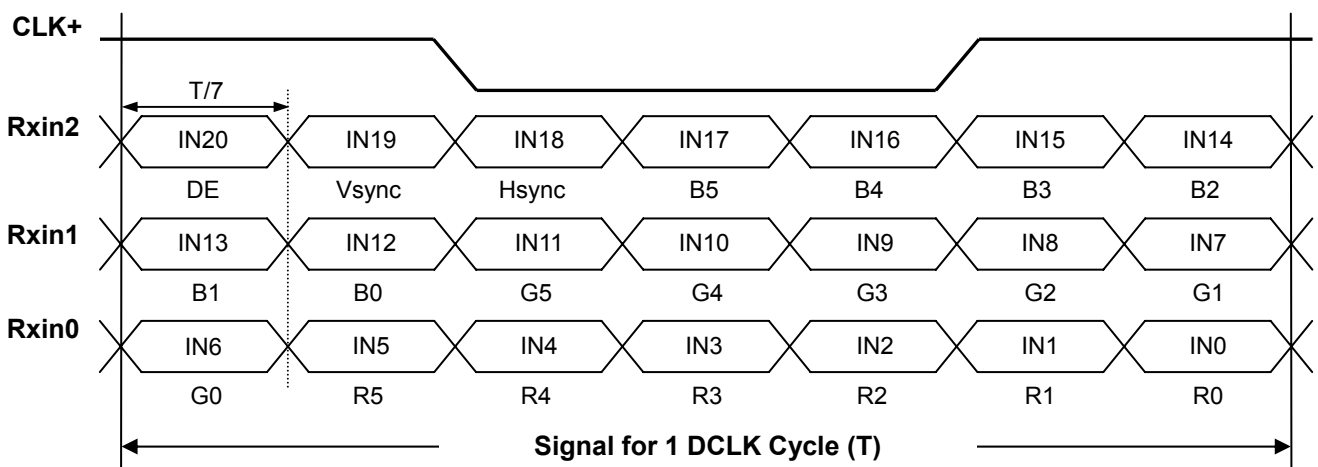 CLK+
T/7
Rxin2 IN20 IN19 IN18 IN17 IN16 IN15 IN14
DE Vsync Hsync B5 B4 B3 B2
Rxin1 IN13 IN12 IN11 IN10 IN9 IN8 IN7
B1 B0 G5 G4 G3 G2 G1
Rxin0 IN6 IN5 IN4 IN3 IN2 IN1 IN0
G0 R5 R4 R3 R2 R1 R0
Signal for 1 DCLK Cycle (T)